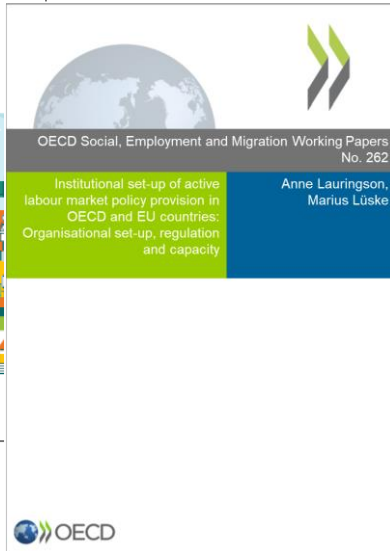 OECD Social, Employment and Migration Working Papers
No. 262
Institutional set-up of active
labour market policy provision in
OECD and EU countries:
Organisational set-up, regulation
and capacity
Anne Lauringson,
Marius Lüske
OECD